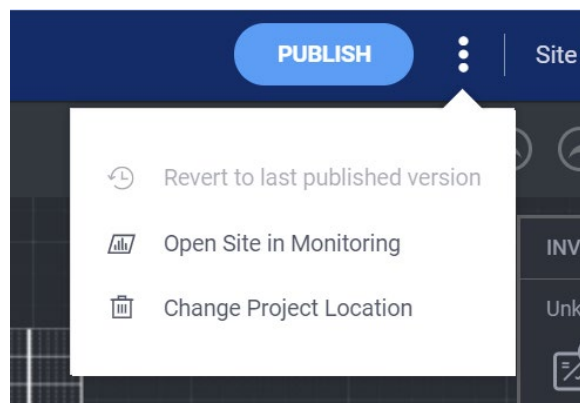 PUBLISH
Site
Revert to last published version
Open Site in Monitoring
INV
Change Project Location
Unk